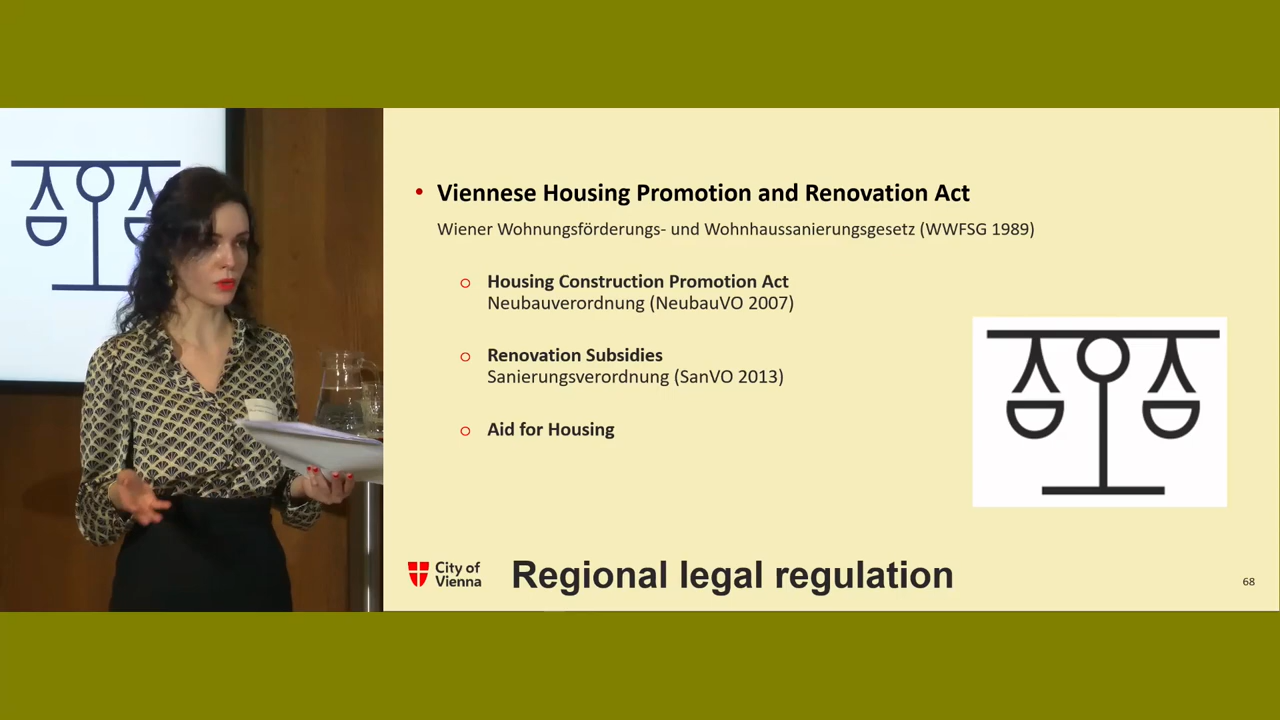 Viennese Housing Promotion and Renovation Act
Wiener Wohnungsförderungs- und Wohnhaussanierungsgesetz (WWFSG 1989)
Housing Construction Promotion Act
Neubauverordnung (NeubauVO 2007)
Renovation Subsidies
Sanierungsverordnung (SanVO 2013)
Aid for Housing
City of
Vienna
Regional legal regulation
68